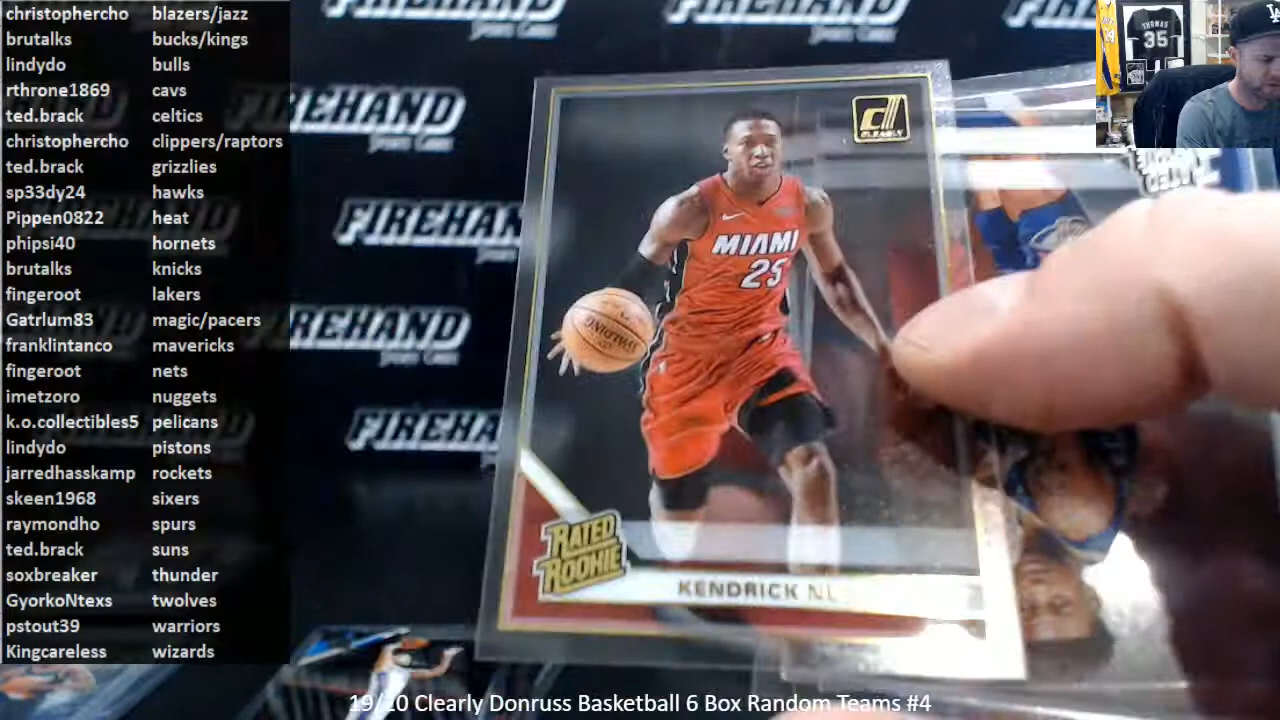 christophercho blazers/jazz
brutalks bucks/kings
lindydo bulls
rthrone1869 cavs
ted.brack celtics
christophercho clippers/raptors
ted.brack grizzlies
sp33dy24 hawks
Pippen0822 heat
phipsi40 hornets
brutalks knicks
fingeroot lakers
Gatrlum83 magic/pacers
franklintanco mavericks
fingeroot nets
imetzoro nuggets
k.o.collectibles5 pelicans
lindydo pistons
jarredhasskamp rockets
skeen1968 sixers
raymondho spurs
ted.brack suns
soxbreaker thunder
GyorkoNtexs twolves
pstout39 warriors
Kingcareless wizards
FIREHAND
THOMAS
35
LA
CLEARLY
MIAMI
25
SPALDING
RATED
ROOKIE
KENDRICK
19/20 Clearly Donruss Basketball 6 Box Random Teams #4